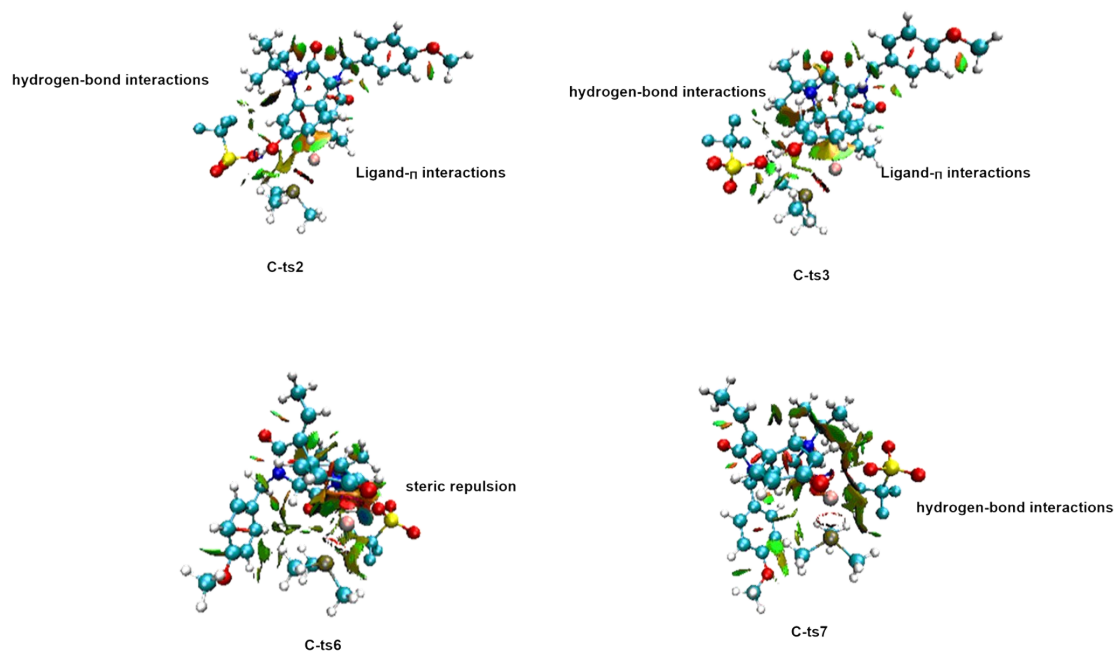 hydrogen-bond interactions
Ligand-π interactions
C-ts2
hydrogen-bond interactions
Ligand-π interactions
C-ts3
steric repulsion
C-ts6
hydrogen-bond interactions
C-ts7